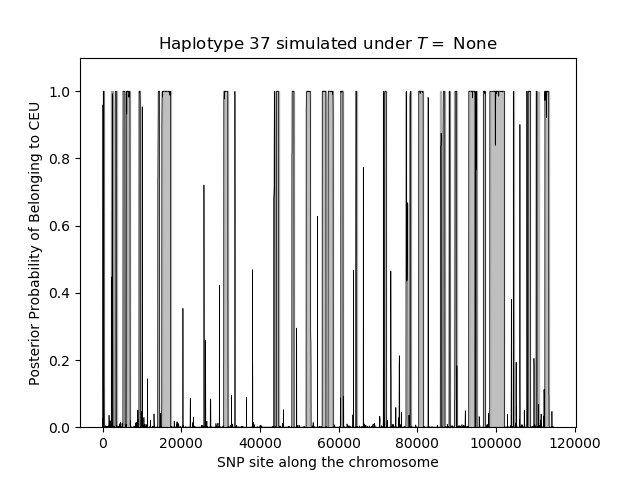 Haplotype 37 simulated under T = None
Posterior Probability of Belonging to CEU
1.0
0.8
0.6
0.4
0.2
0.0
0 20000 40000 60000 80000 100000 120000
SNP site along the chromosome